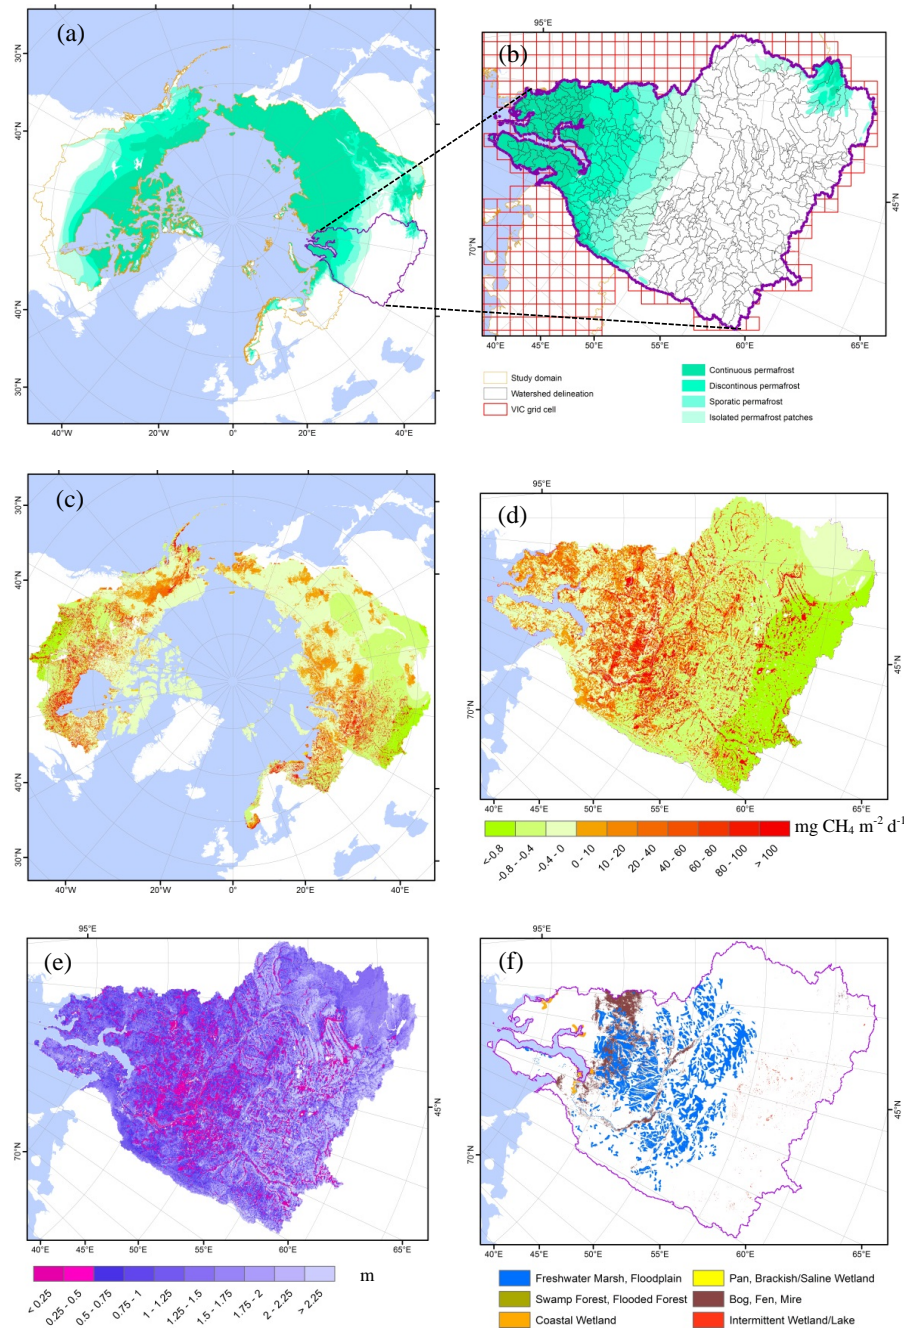 (a)
30°N
40°N
40°N
30°N
40°W
20°W
0°
20°E
40°E
95°E
(b)
45°N
70°N
40°E
45°E
50°E
55°E
60°E
65°E
Study domain
Watershed delineation
VIC grid cell
Continuous permafrost
Discontinous permafrost
Sporatic permafrost
Isolated permafrost patches
(c)
30°N
40°N
40°N
30°N
40°W
20°W
0°
20°E
40°E
95°E
(d)
45°N
70°N
40°E
45°E
50°E
55°E
60°E
65°E
mg CH₄ m⁻² d⁻¹
<-0.8
-0.8 - -0.4
-0.4 - 0
0 - 10
10 - 20
20 - 40
40 - 60
60 - 80
80 - 100
> 100
95°E
(e)
45°N
70°N
40°E
45°E
50°E
55°E
60°E
65°E
m
< 0.25
0.25 - 0.5
0.5 - 0.75
0.75 - 1
1 - 1.25
1.25 - 1.5
1.5 - 1.75
1.75 - 2
2 - 2.25
>2.25
95°E
(f)
45°N
70°N
40°E
45°E
50°E
55°E
60°E
65°E
Freshwater Marsh, Floodplain
Swamp Forest, Flooded Forest
Coastal Wetland
Pan, Brackish/Saline Wetland
Bog, Fen, Mire
Intermittent Wetland/Lake